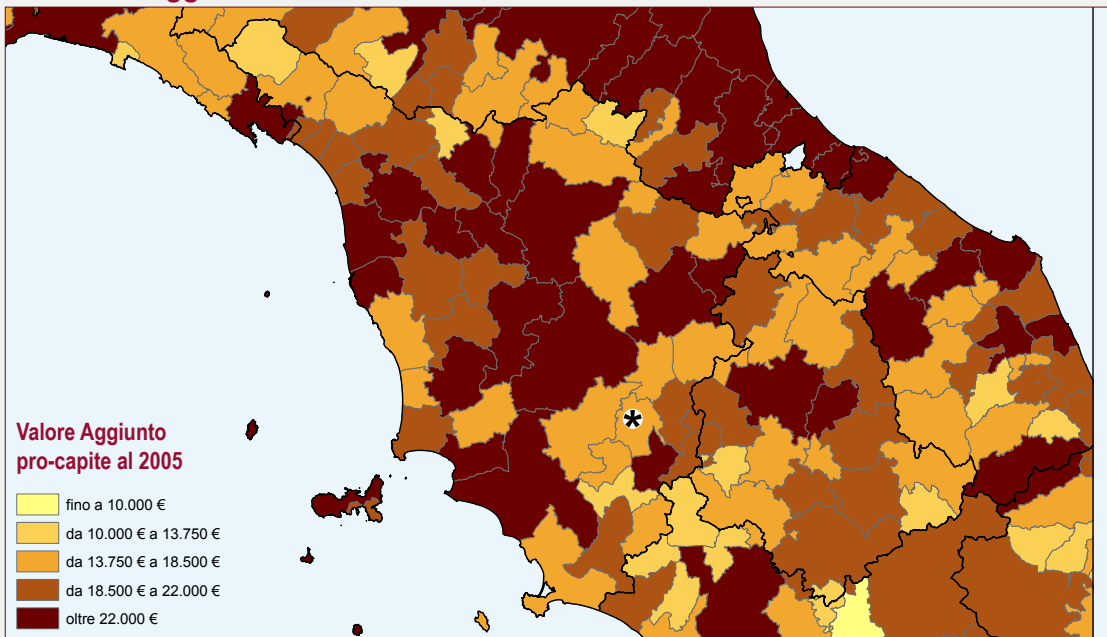 Valore Aggiunto
pro-capite al 2005
fino a 10.000 €
da 10.000 € a 13.750 €
da 13.750 € a 18.500 €
da 18.500 € a 22.000 €
oltre 22.000 €
*